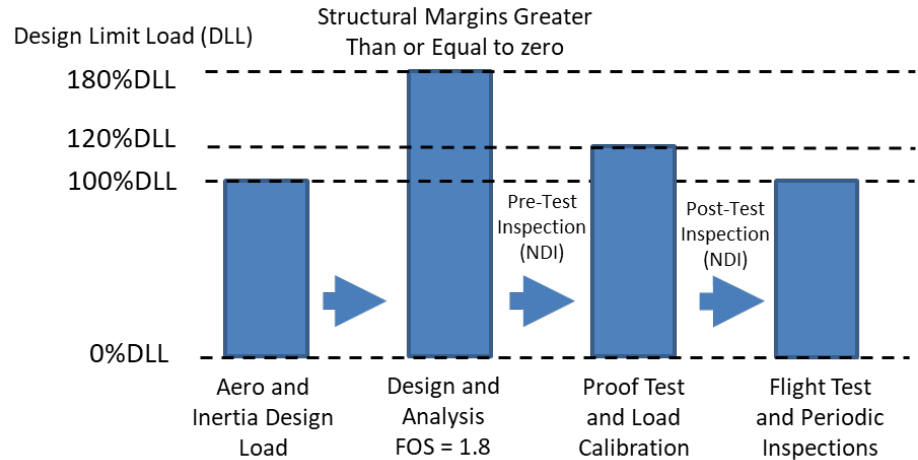 Structural Margins Greater
Than or Equal to zero
Design Limit Load (DLL)
180%DLL
120%DLL
100%DLL
0%DLL
Pre-Test
Inspection
(NDI)
Post-Test
Inspection
(NDI)
Aero and
Inertia Design
Load
Design and
Analysis
FOS = 1.8
Proof Test
and Load
Calibration
Flight Test
and Periodic
Inspections